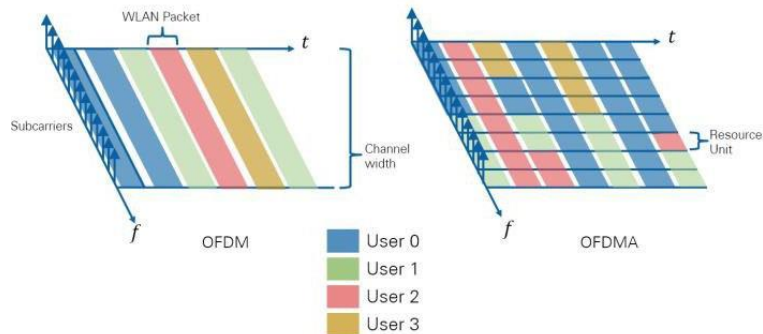 WLAN Packet
t
Subcarriers
Channel
width
f
OFDM
t
Resource
Unit
f
OFDMA
User 0
User 1
User 2
User 3